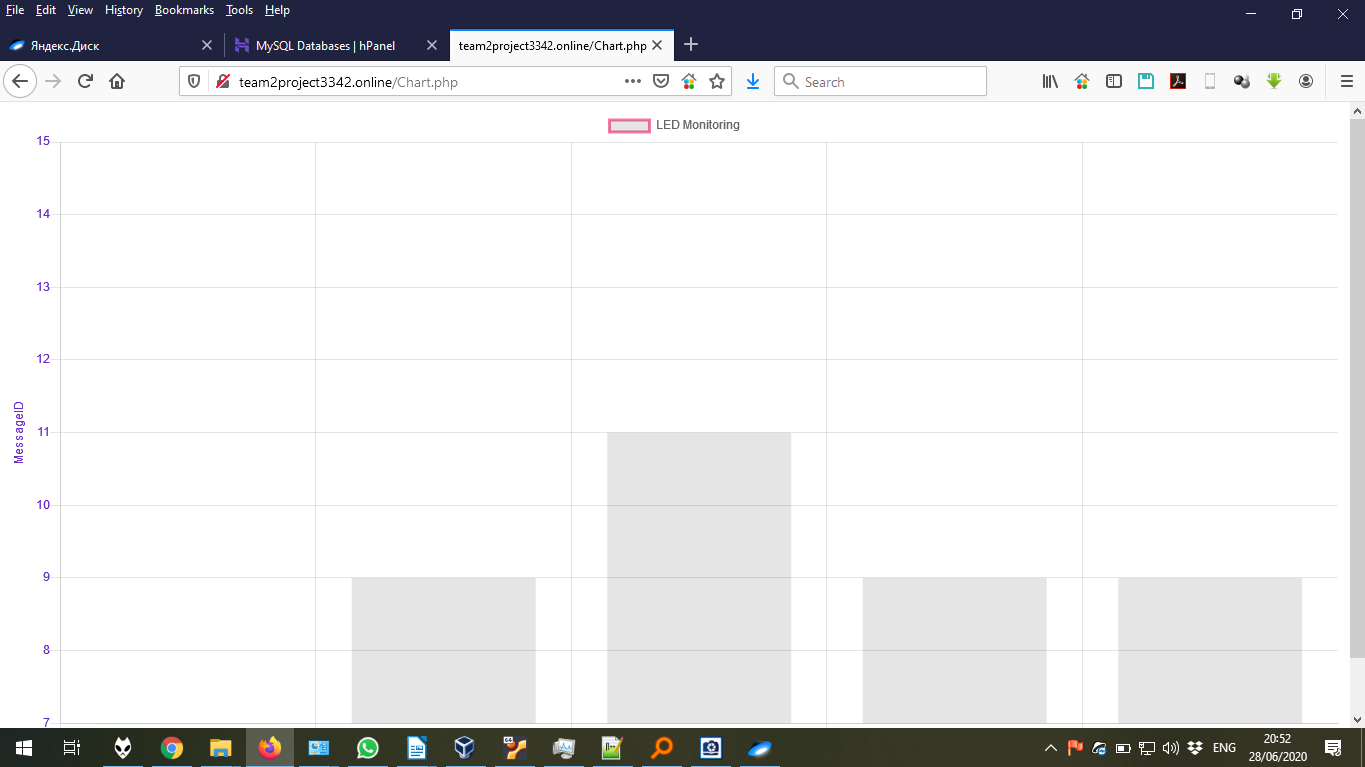 File Edit View History Bookmarks Tools Help
Яндекс.Диск
MySQL Databases | hPanel
team2project3342.online/Chart.php
team2project3342.online/Chart.php
Search
LED Monitoring
15
14
13
12
11
10
9
8
7
MessageID
ENG
20:52
28/06/2020